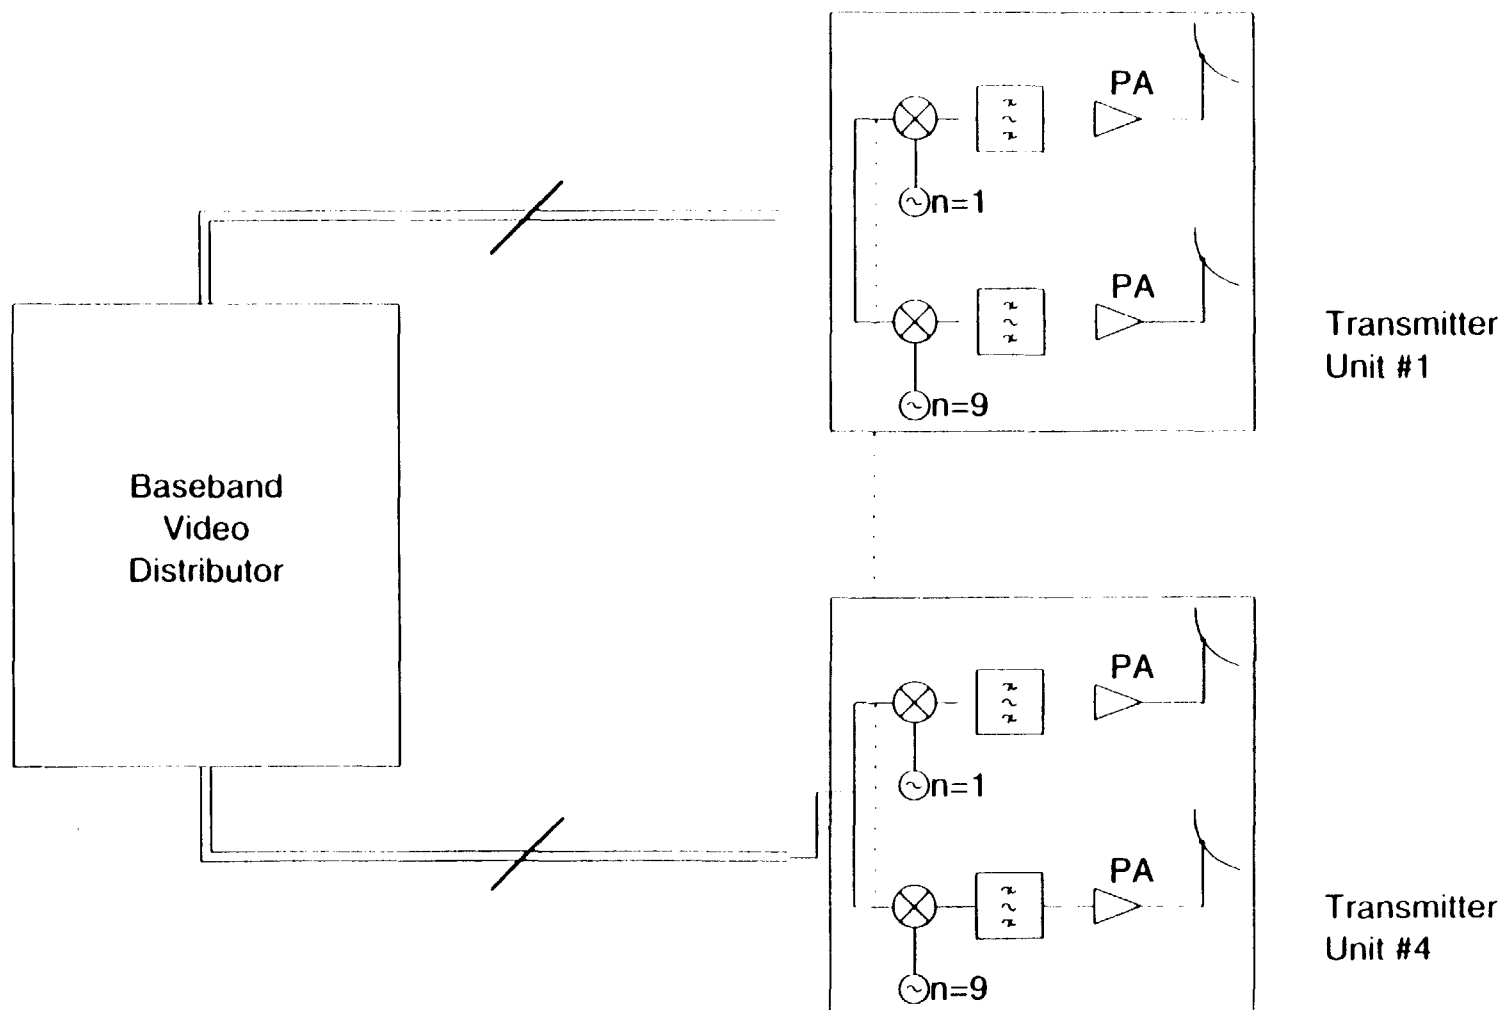 PA
n=1
PA
n=9
Transmitter
Unit #1
Baseband
Video
Distributor
PA
n=1
PA
n=9
Transmitter
Unit #4